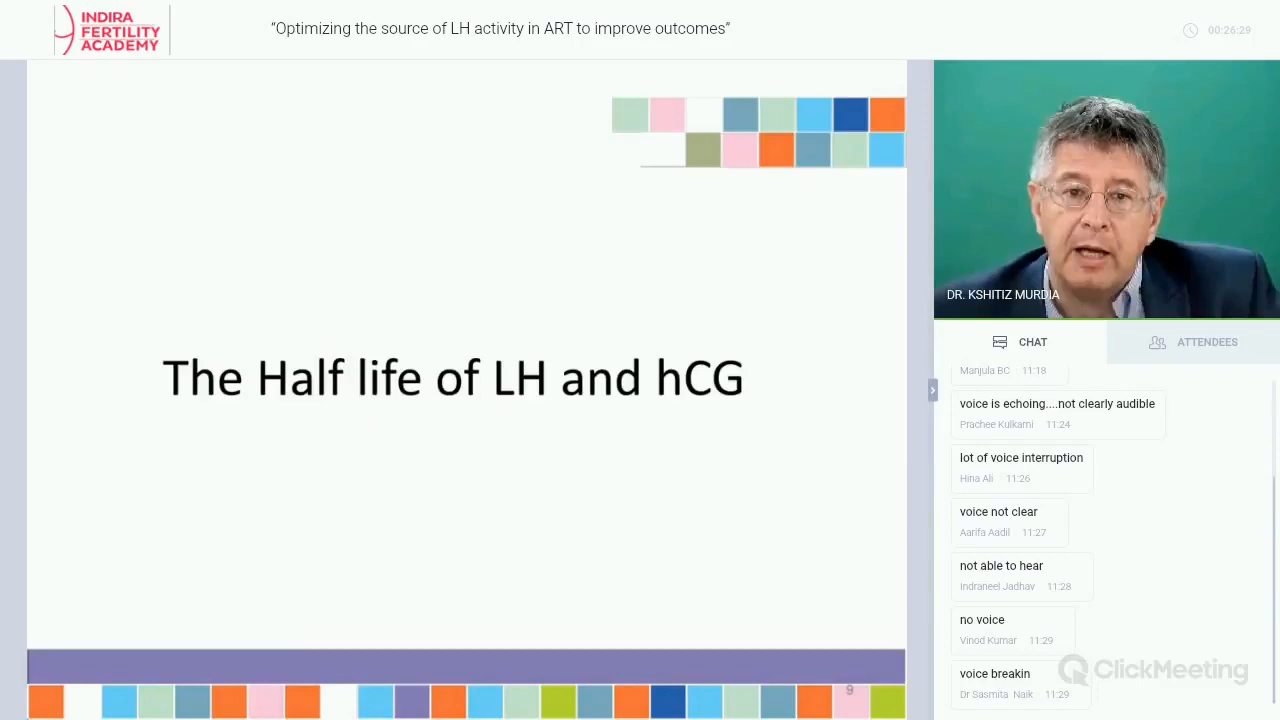 INDIRA
FERTILITY
ACADEMY
“Optimizing the source of LH activity in ART to improve outcomes”
00:26:29
The Half life of LH and hCG
9
DR. KSHITIZ MURDIA
CHAT
ATTENDEES
Manjula BC 11:18
voice is echoing....not clearly audible
Prachee Kulkarni 11:24
lot of voice interruption
Hina Ali 11:26
voice not clear
Aarifa Aadil 11:27
not able to hear
Indraneel Jadhav 11:28
no voice
Vinod Kumar 11:29
voice breakin
Dr Sasmita Naik 11:29
ClickMeeting